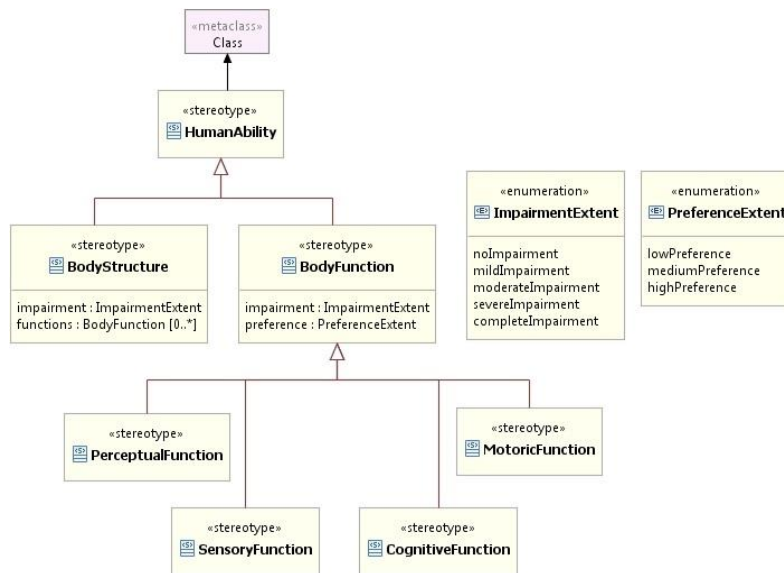 «metaclass»
Class
«stereotype»
HumanAbility
«stereotype»
BodyStructure
impairment : ImpairmentExtent
functions : BodyFunction [0..*]
«stereotype»
BodyFunction
impairment : ImpairmentExtent
preference : PreferenceExtent
«enumeration»
ImpairmentExtent
noImpairment
mildImpairment
moderateImpairment
severeImpairment
completeImpairment
«enumeration»
PreferenceExtent
lowPreference
mediumPreference
highPreference
«stereotype»
PerceptualFunction
«stereotype»
MotoricFunction
«stereotype»
SensoryFunction
«stereotype»
CognitiveFunction